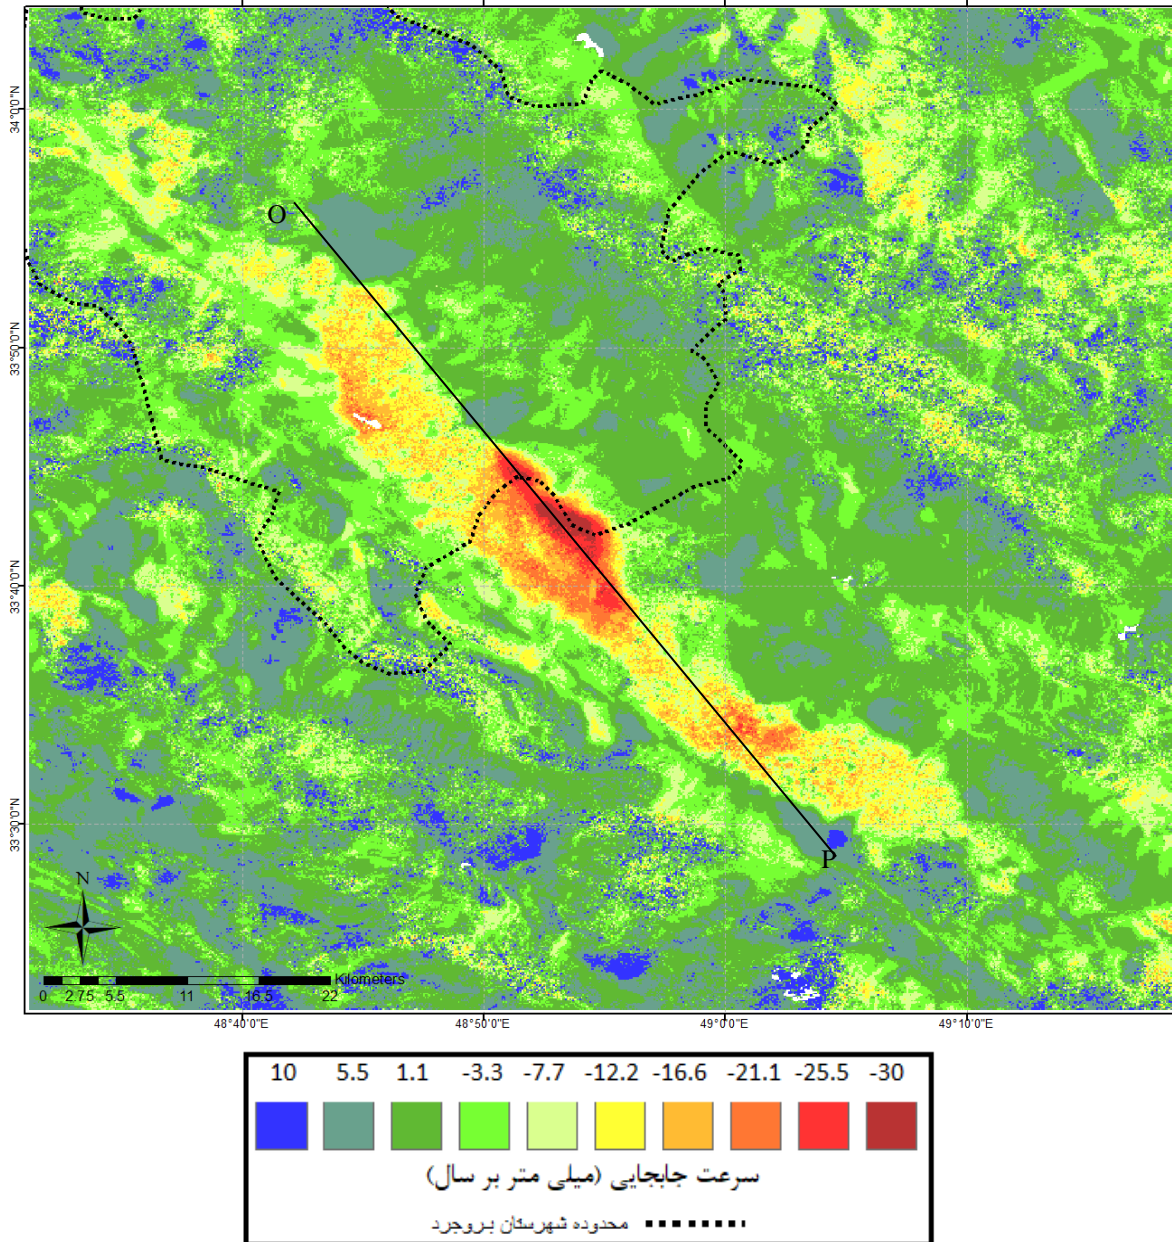 34°0'0"N
O
33°50'0"N
33°40'0"N
33°30'0"N
P
N
Kilometers
0 2.75 5.5 11 16.5 22
48°40'0"E 48°50'0"E 49°0'0"E 49°10'0"E
10 5.5 1.1 -3.3 -7.7 -12.2 -16.6 -21.1 -25.5 -30
سرعت جابجایی (میلی متر بر سال)
محدوده شهرستان بروجرد